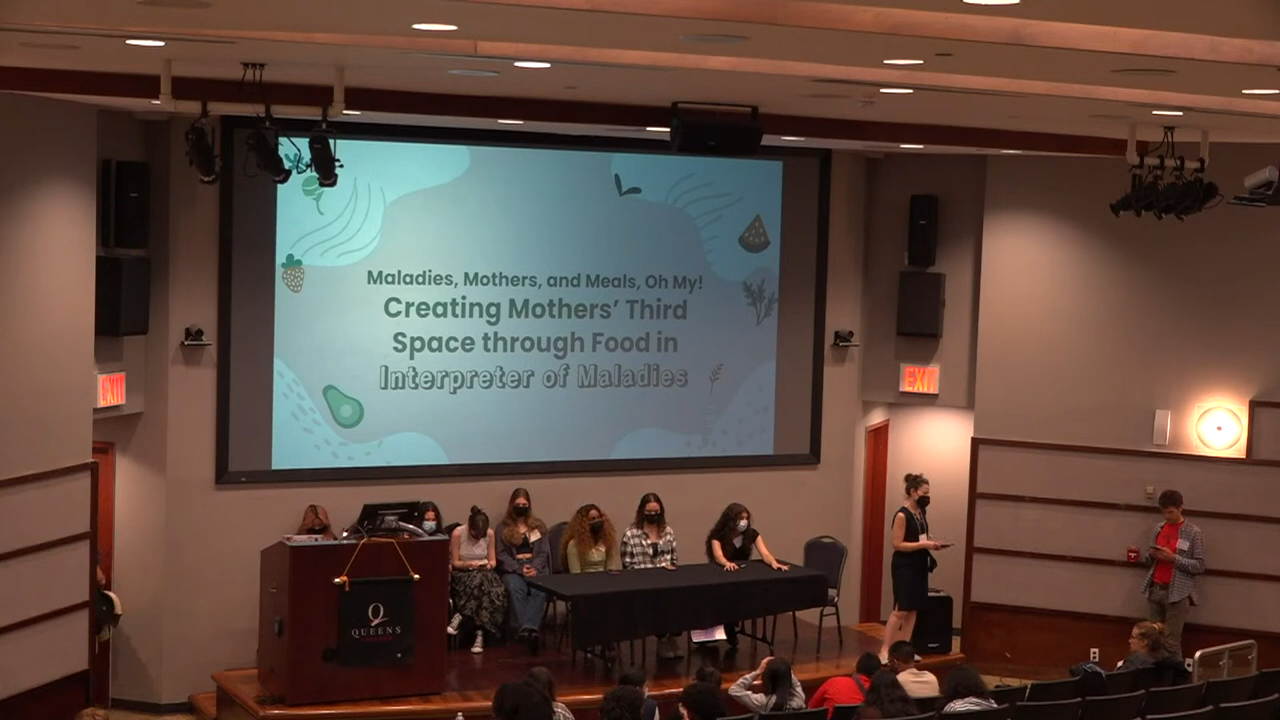 Maladies, Mothers, and Meals, Oh My!
Creating Mothers' Third
Space through Food in
Interpreter of Maladies
EXIT
EXIT
Q
QUEENS
COLLEGE